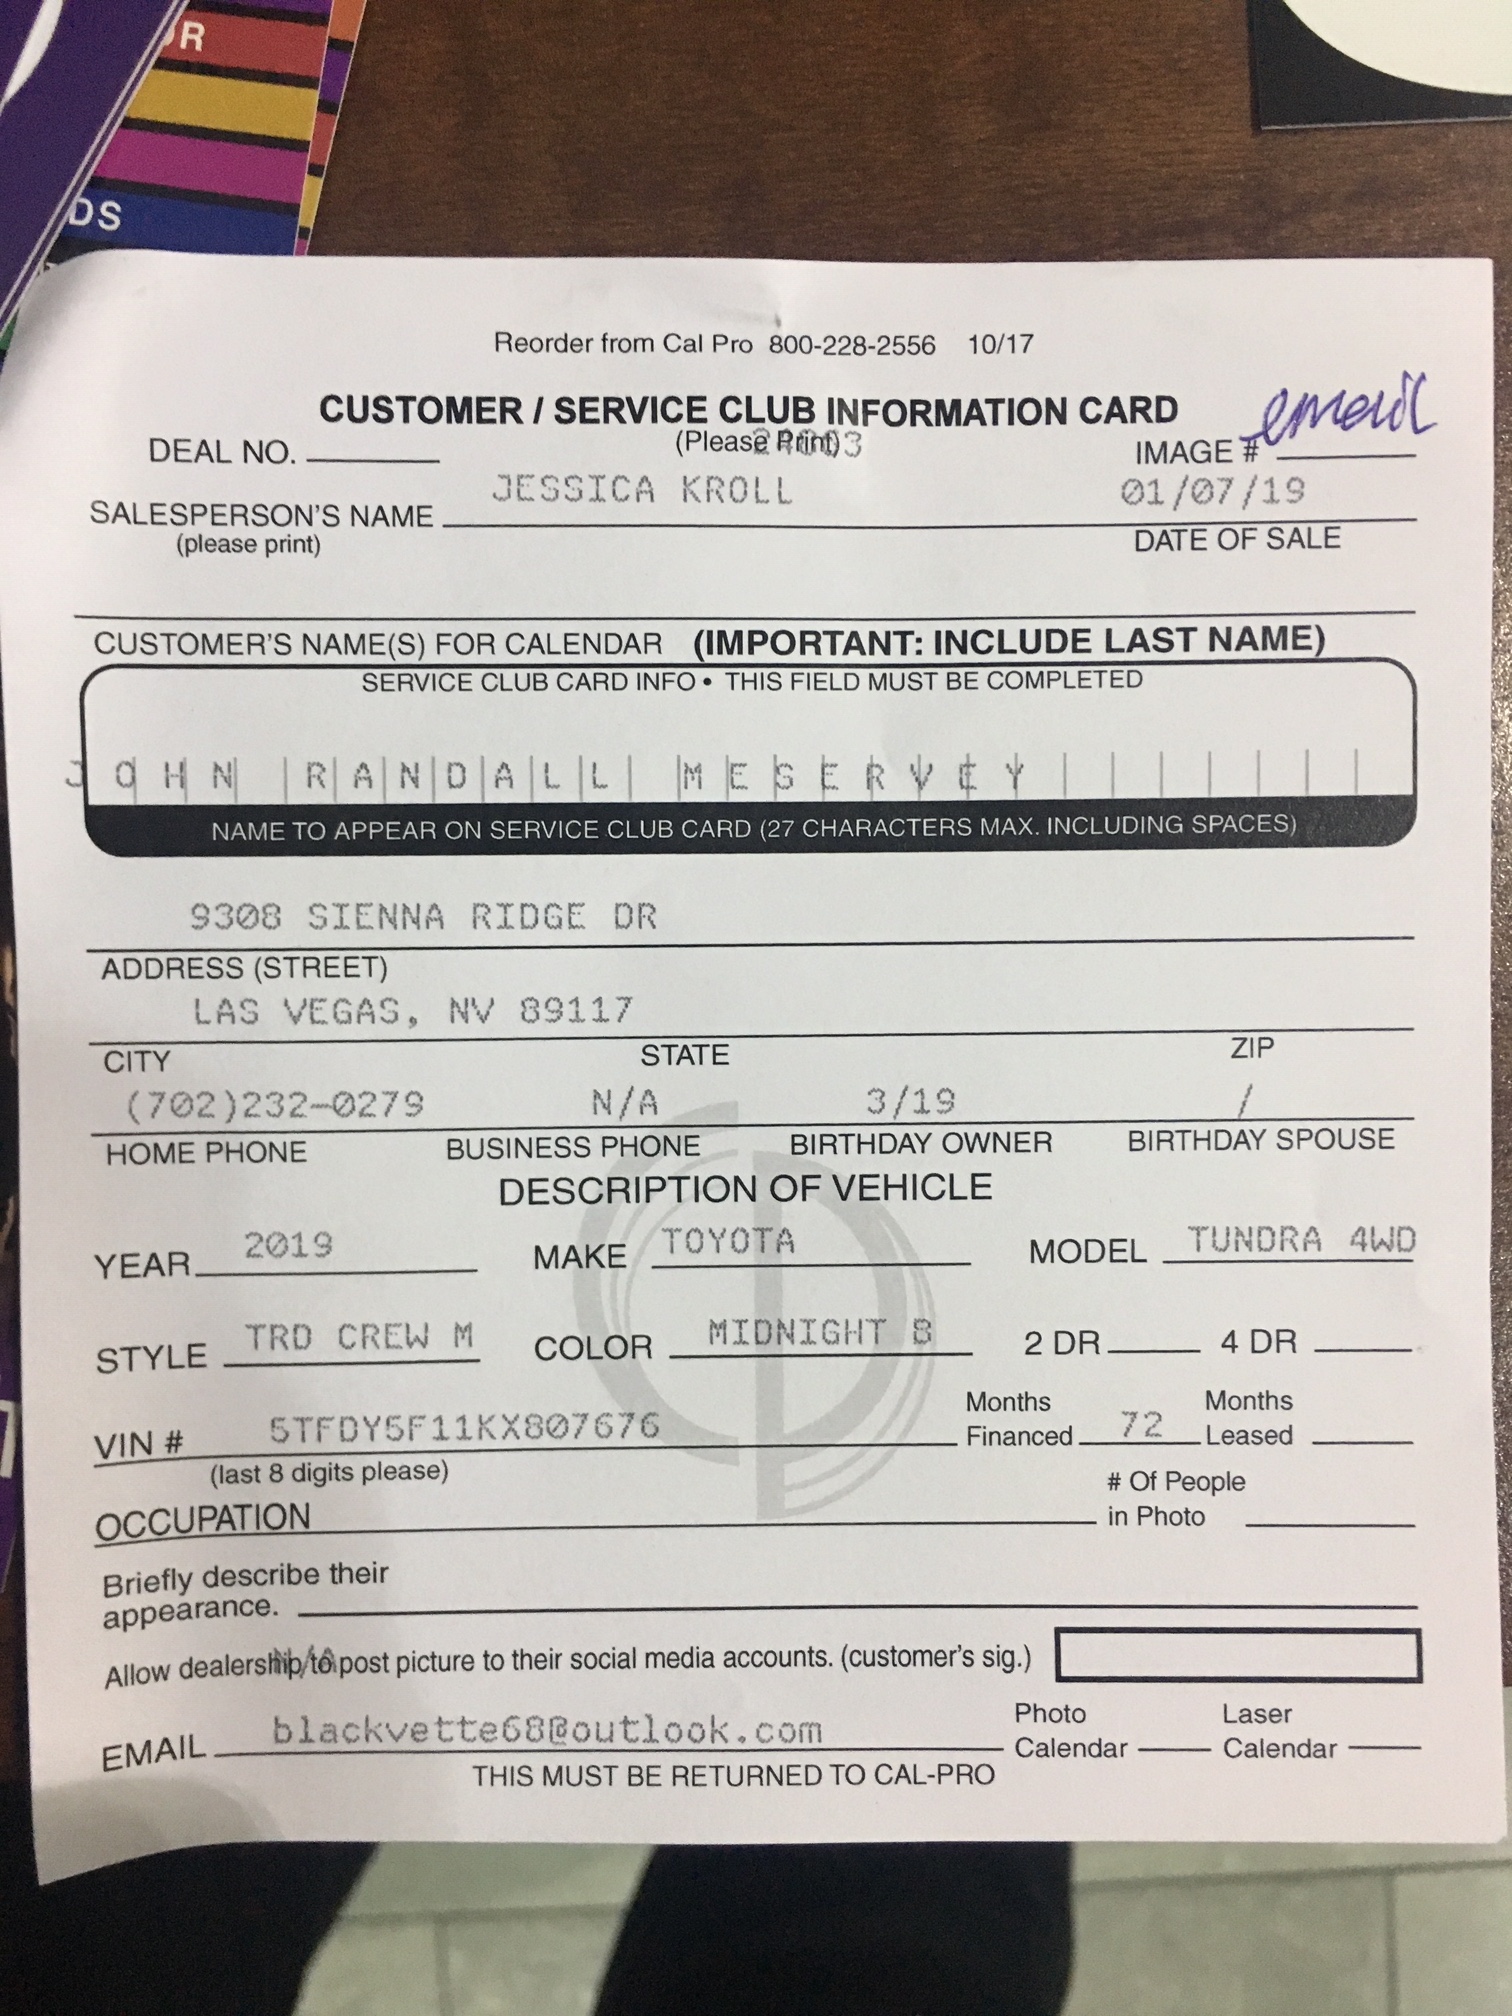 R
DS
Reorder from Cal Pro 800-228-2556 10/17
CUSTOMER / SERVICE CLUB INFORMATION CARD
email
DEAL NO. (Please Print) IMAGE #
JESSICA KROLL 01/07/19
SALESPERSON'S NAME
(please print) DATE OF SALE
CUSTOMER'S NAME(S) FOR CALENDAR (IMPORTANT: INCLUDE LAST NAME)
SERVICE CLUB CARD INFO • THIS FIELD MUST BE COMPLETED
JOHN RANDALL MESERVEY
NAME TO APPEAR ON SERVICE CLUB CARD (27 CHARACTERS MAX. INCLUDING SPACES)
9308 SIENNA RIDGE DR
ADDRESS (STREET)
LAS VEGAS, NV 89117
CITY STATE ZIP
(702)232-0279 N/A 3/19 /
HOME PHONE BUSINESS PHONE BIRTHDAY OWNER BIRTHDAY SPOUSE
DESCRIPTION OF VEHICLE
YEAR 2019 MAKE TOYOTA MODEL TUNDRA 4WD
STYLE TRD CREW M COLOR MIDNIGHT B 2 DR 4 DR
VIN # 5TFDY5F11KX807676 Months Financed 72 Months Leased
(last 8 digits please)
OCCUPATION # Of People in Photo
Briefly describe their
appearance.
N/A
Allow dealership to post picture to their social media accounts. (customer's sig.)
EMAIL blackvette68@outlook.com Photo Calendar Laser Calendar
THIS MUST BE RETURNED TO CAL-PRO